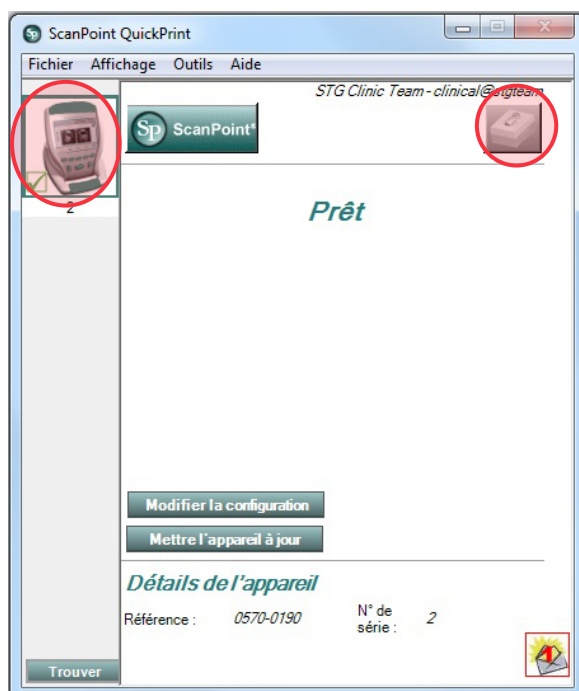 ScanPoint QuickPrint
Fichier Affichage Outils Aide
STG Clinic Team - clinical@stgteam
Sp ScanPoint®
2
Prêt
Modifier la configuration
Mettre l'appareil à jour
Détails de l'appareil
Référence : 0570-0190 N° de série : 2
Trouver